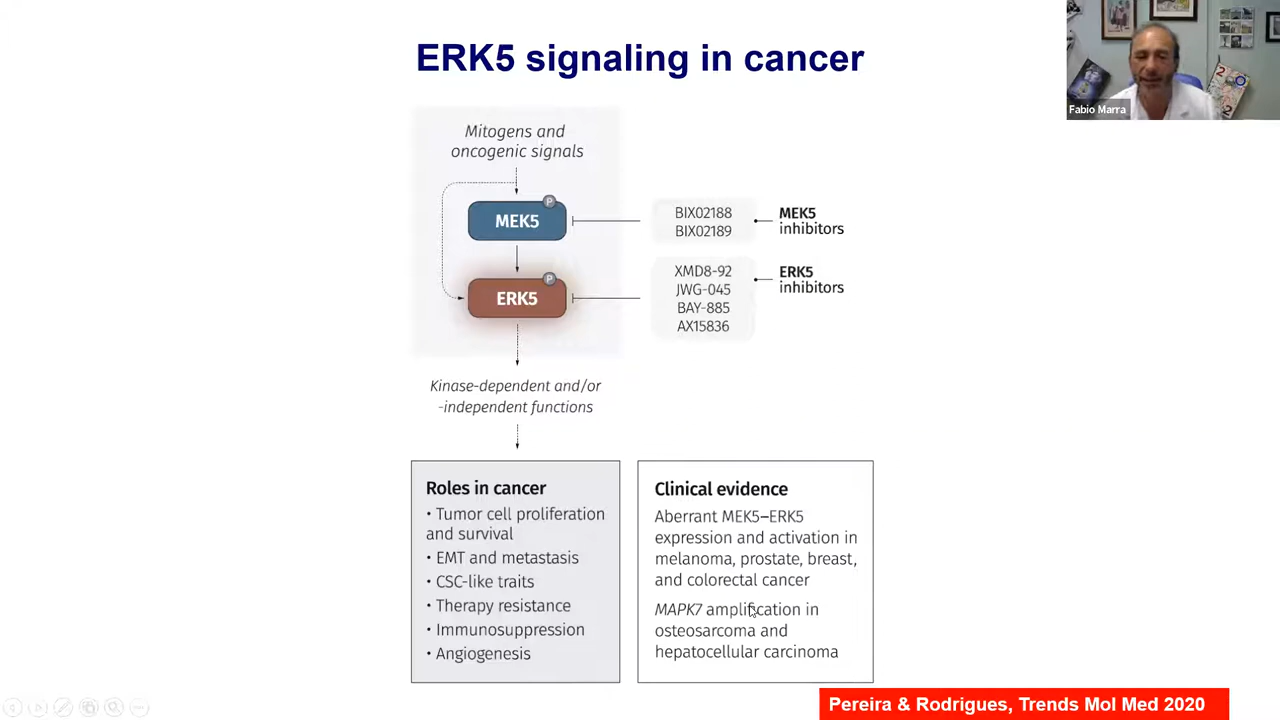 ERK5 signaling in cancer
Fabio Marra
Mitogens and
oncogenic signals
P
MEK5
BIX02188
BIX02189
MEK5
inhibitors
P
ERK5
XMD8-92
JWG-045
BAY-885
AX15836
ERK5
inhibitors
Kinase-dependent and/or
-independent functions
Roles in cancer
• Tumor cell proliferation
and survival
• EMT and metastasis
• CSC-like traits
• Therapy resistance
• Immunosuppression
• Angiogenesis
Clinical evidence
Aberrant MEK5–ERK5
expression and activation in
melanoma, prostate, breast,
and colorectal cancer
MAPK7 amplification in
osteosarcoma and
hepatocellular carcinoma
Pereira & Rodrigues, Trends Mol Med 2020